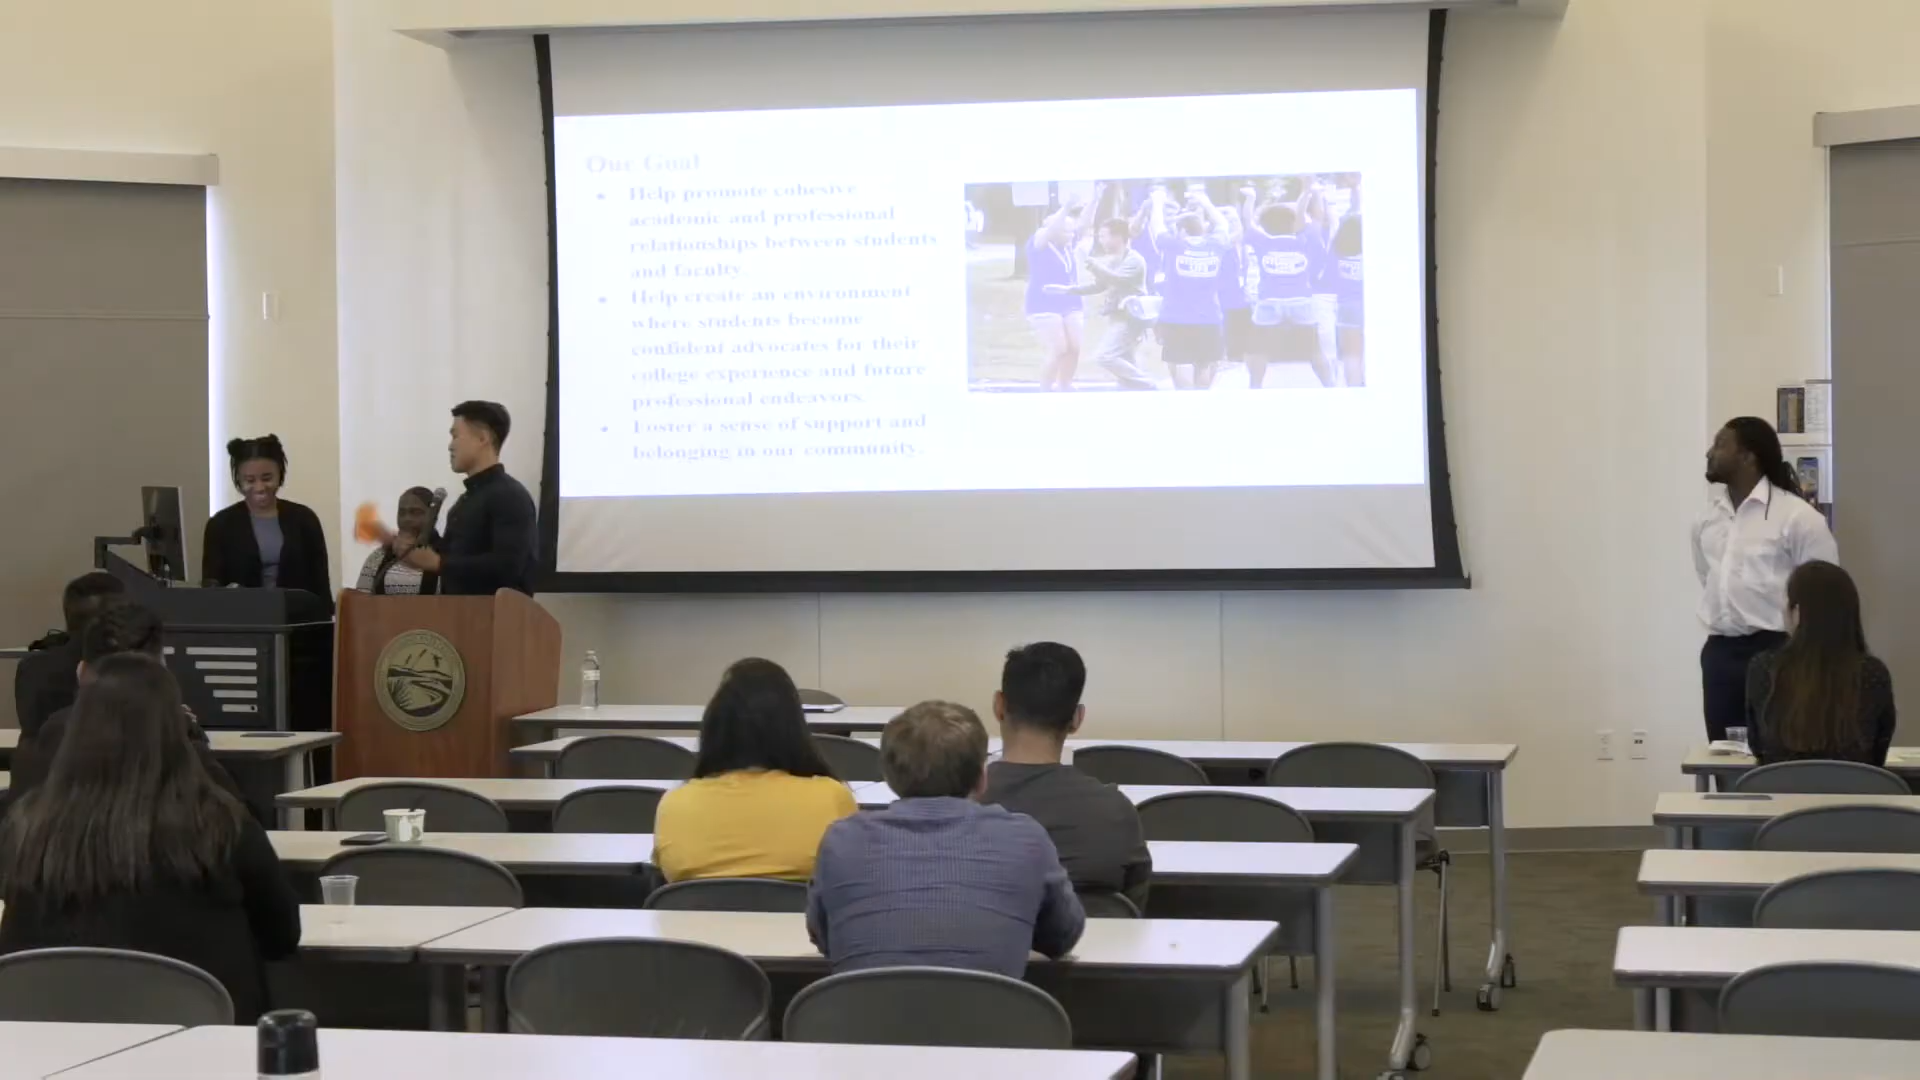 Our Goal
• Help promote cohesive
academic and professional
relationships between students
and faculty.
• Help create an environment
where students become
confident advocates for their
college experience and future
professional endeavors.
• Foster a sense of support and
belonging in our community.